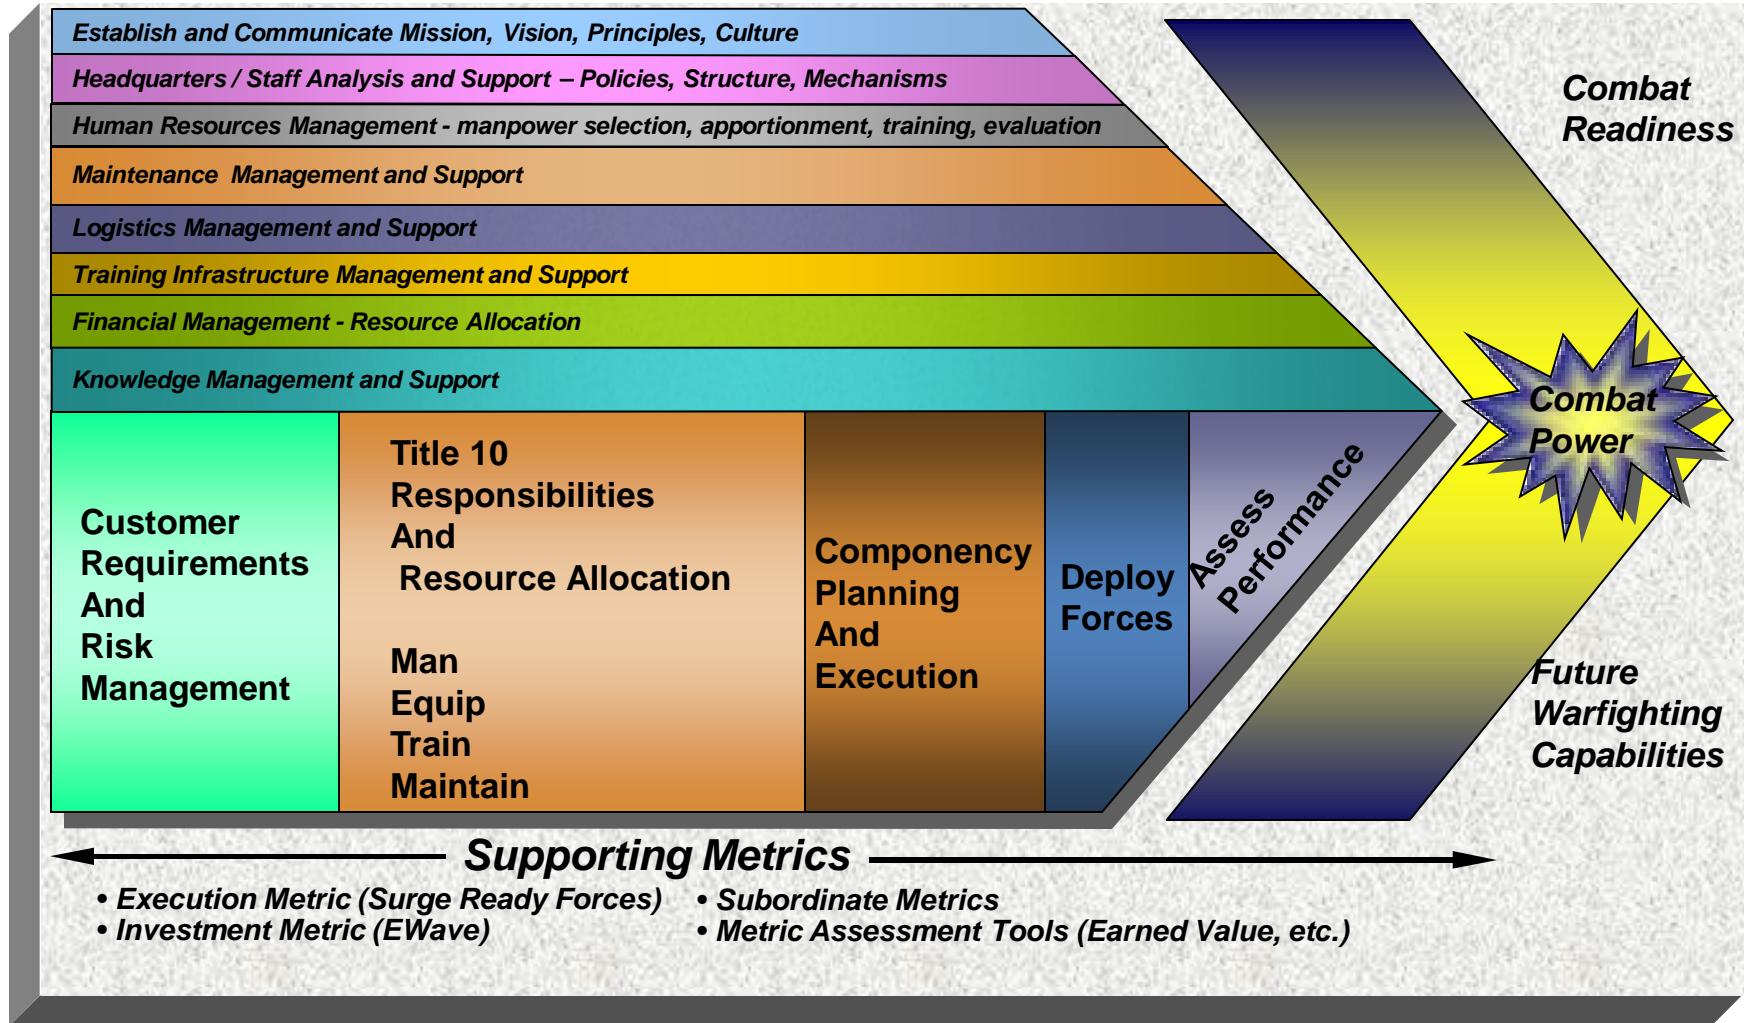 Establish and Communicate Mission, Vision, Principles, Culture
Headquarters / Staff Analysis and Support – Policies, Structure, Mechanisms
Human Resources Management - manpower selection, apportionment, training, evaluation
Maintenance Management and Support
Logistics Management and Support
Training Infrastructure Management and Support
Financial Management - Resource Allocation
Knowledge Management and Support
Customer
Requirements
And
Risk
Management
Title 10
Responsibilities
And
Resource Allocation
Man
Equip
Train
Maintain
Componency
Planning
And
Execution
Deploy
Forces
Assess
Performance
Combat
Readiness
Combat
Power
Future
Warfighting
Capabilities
Supporting Metrics
• Execution Metric (Surge Ready Forces)
• Investment Metric (EWave)
• Subordinate Metrics
• Metric Assessment Tools (Earned Value, etc.)